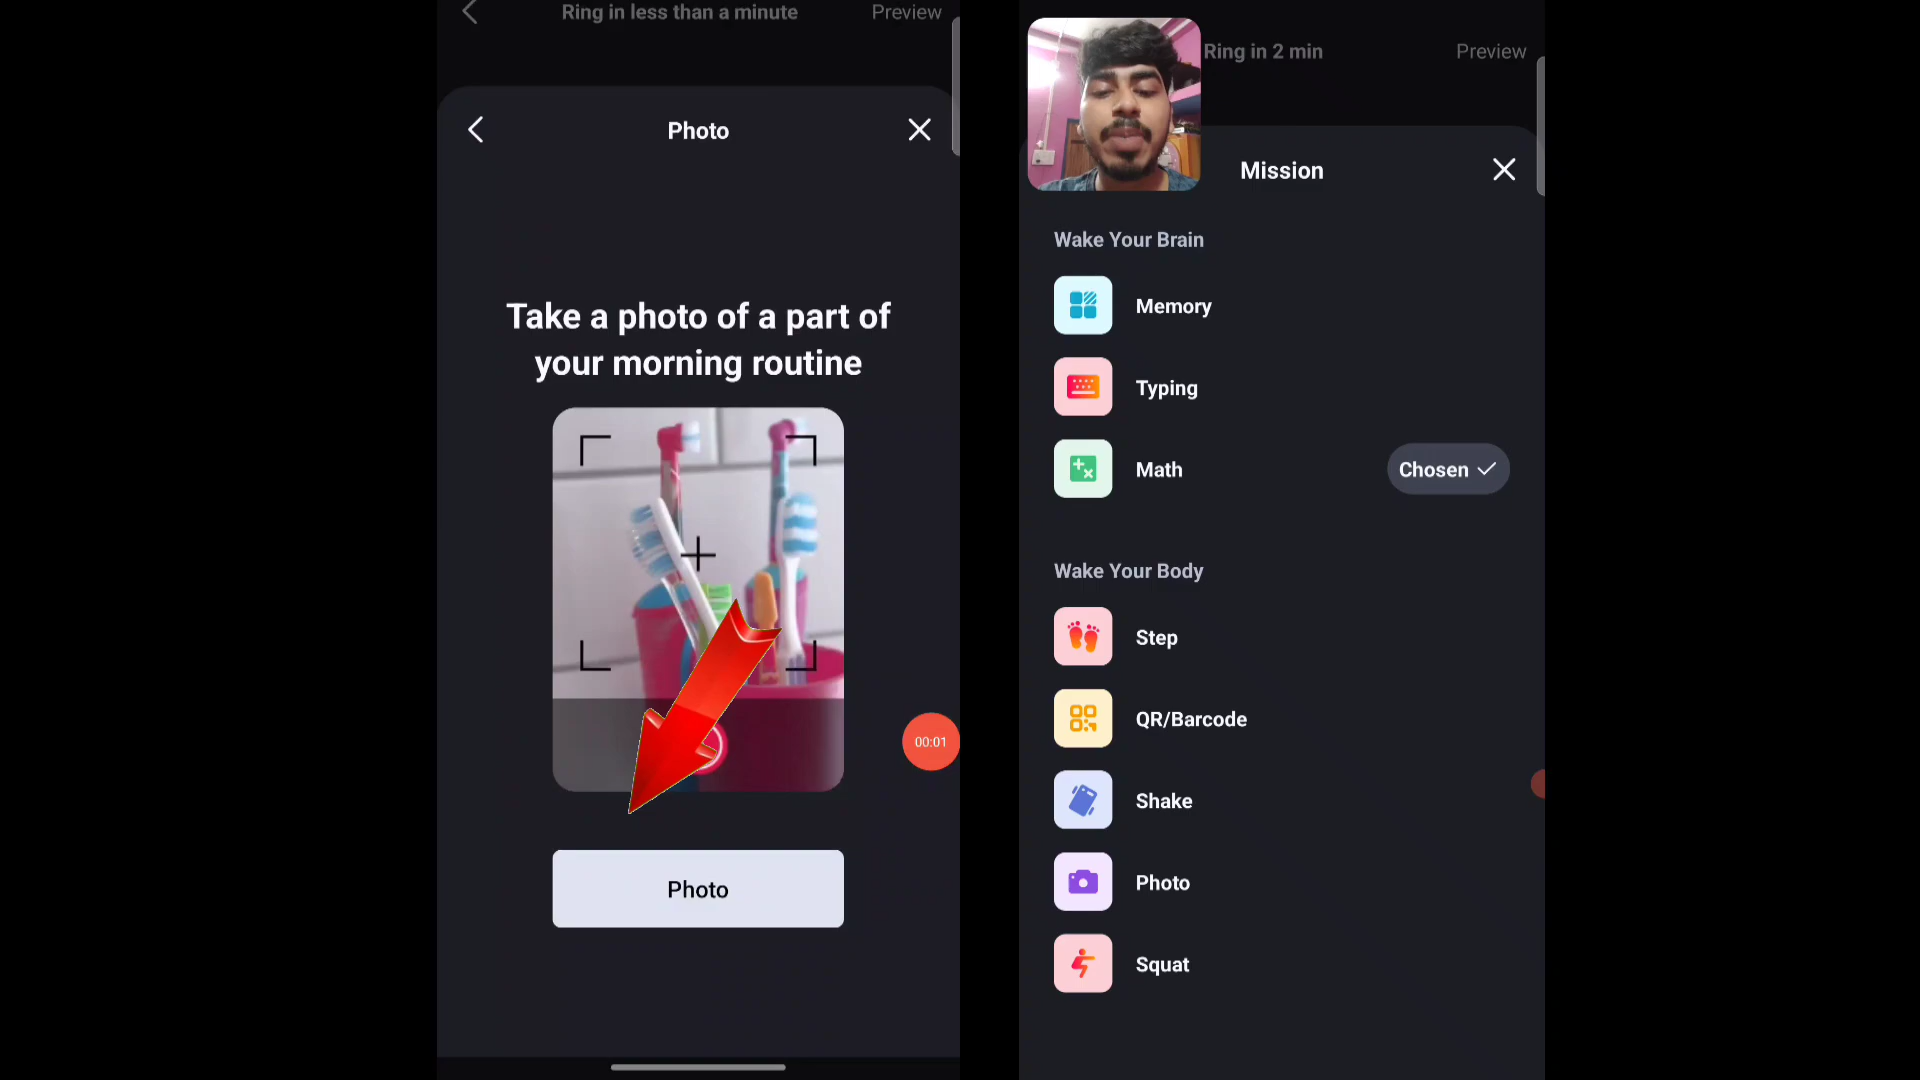 Ring in less than a minute
Preview
Photo
Take a photo of a part of
your morning routine
00:01
Photo
Ring in 2 min
Preview
Mission
Wake Your Brain
Memory
Typing
Math
Chosen
Wake Your Body
Step
QR/Barcode
Shake
Photo
Squat